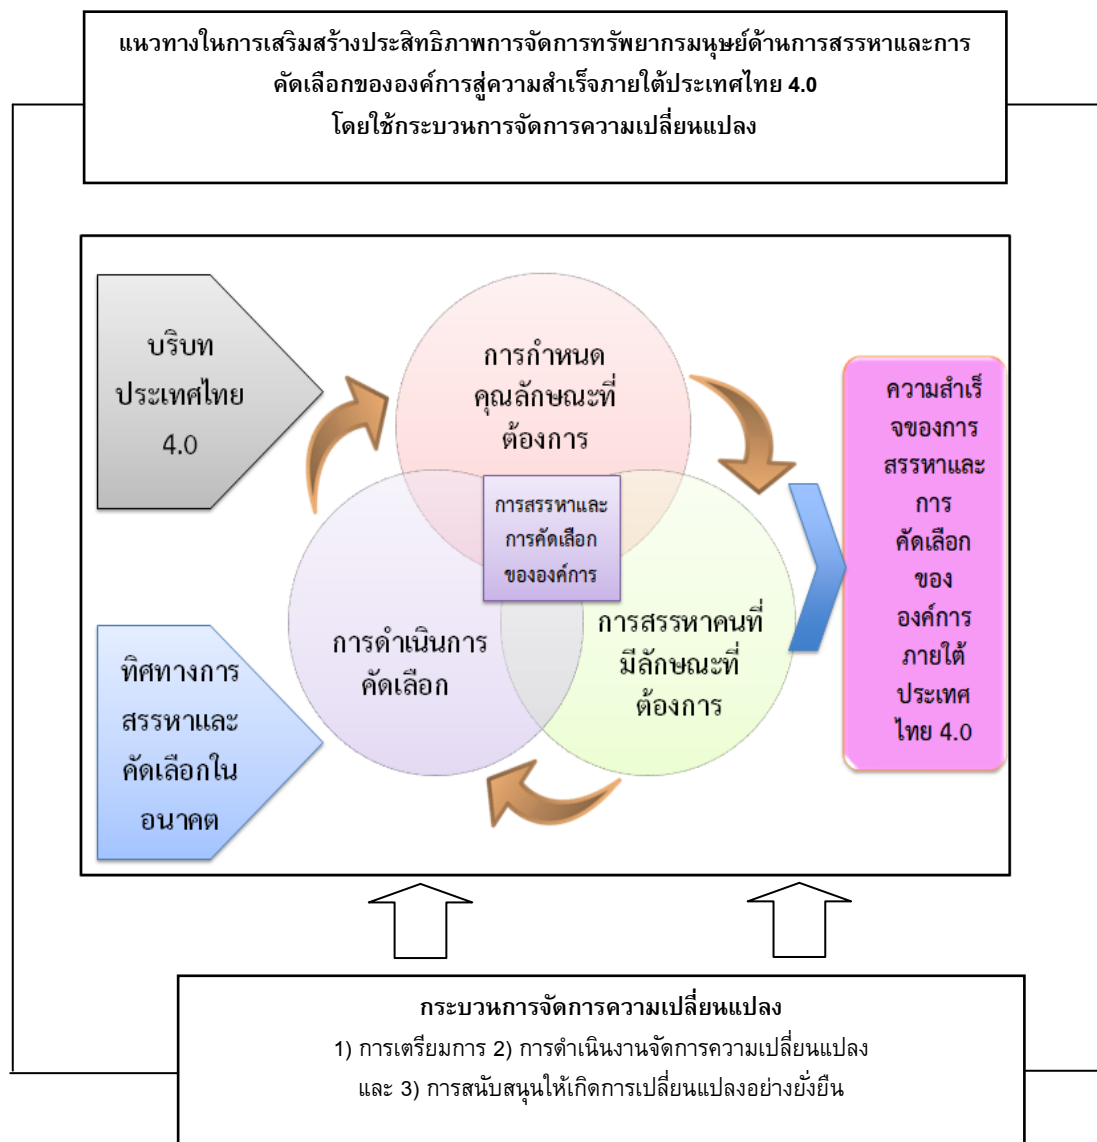 แนวทางในการเสริมสร้างประสิทธิภาพการจัดการทรัพยากรมนุษย์ด้านการสรรหาและการ
คัดเลือกขององค์การสู่ความสำเร็จภายใต้ประเทศไทย 4.0
โดยใช้กระบวนการจัดการความเปลี่ยนแปลง
บริบท
ประเทศไทย
4.0
การกำหนด
คุณลักษณะที่
ต้องการ
การสรรหาและ
การคัดเลือก
ขององค์การ
การดำเนินการ
คัดเลือก
การสรรหาคนที่
มีลักษณะที่
ต้องการ
ทิศทางการ
สรรหาและ
คัดเลือกใน
อนาคต
ความสำเร็
จของการ
สรรหาและ
การ
คัดเลือก
ของ
องค์การ
ภายใต้
ประเทศ
ไทย 4.0
กระบวนการจัดการความเปลี่ยนแปลง
1) การเตรียมการ 2) การดำเนินงานจัดการความเปลี่ยนแปลง
และ 3) การสนับสนุนให้เกิดการเปลี่ยนแปลงอย่างยั่งยืน